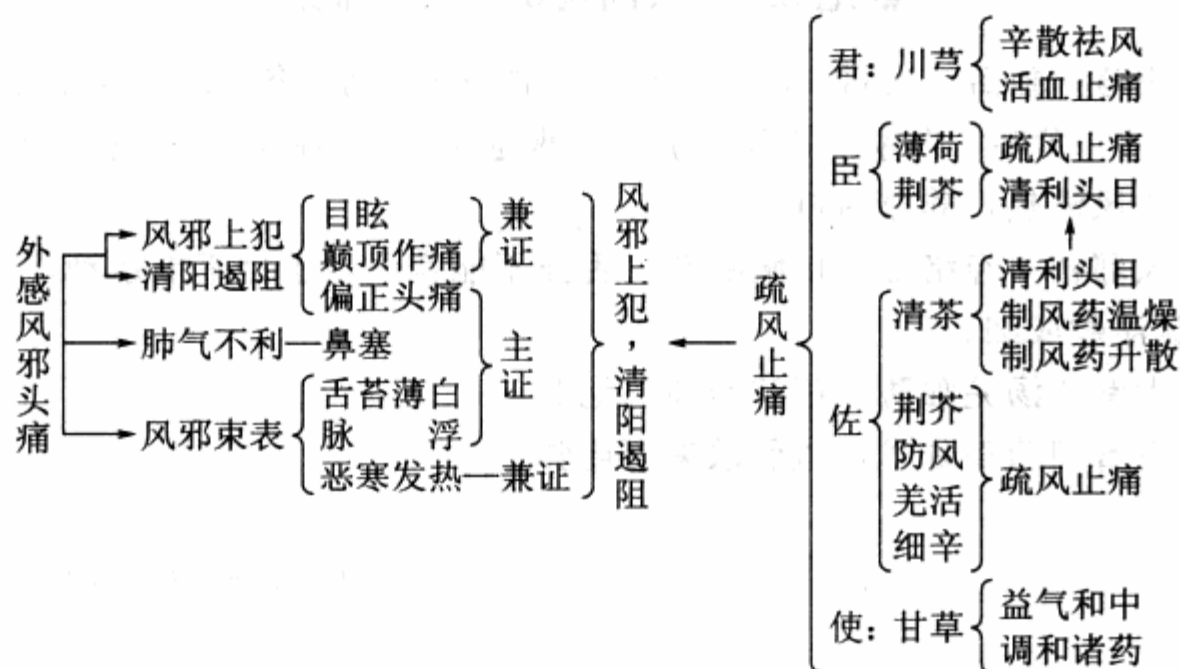 外感风邪头痛
风邪上犯
清阳遏阻
肺气不利
风邪束表
目眩
巅顶作痛
偏正头痛
鼻塞
舌苔薄白
脉 浮
恶寒发热
兼证
主证
兼证
风邪上犯，清阳遏阻
疏风止痛
君：川芎
辛散祛风
活血止痛
臣
薄荷
荆芥
疏风止痛
清利头目
佐
清茶
清利头目
制风药温燥
制风药升散
荆芥
防风
羌活
细辛
疏风止痛
使：甘草
益气和中
调和诸药